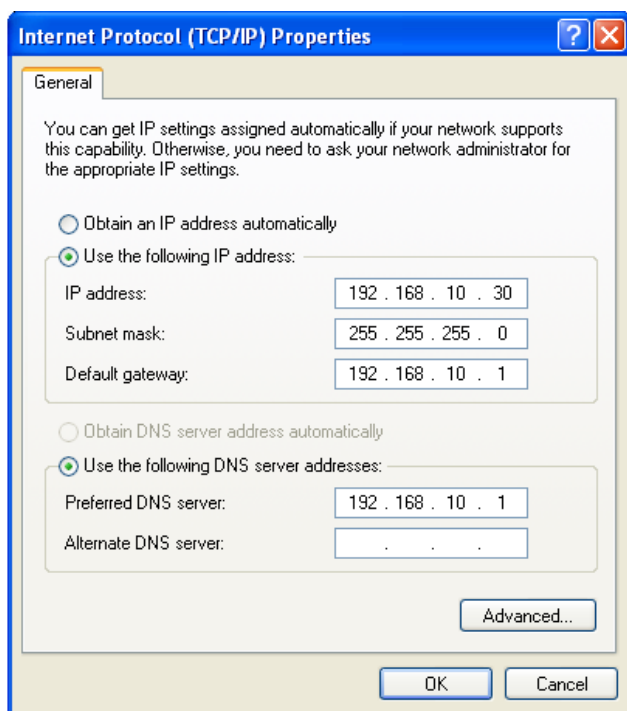 Internet Protocol (TCP/IP) Properties
General
You can get IP settings assigned automatically if your network supports
this capability. Otherwise, you need to ask your network administrator for
the appropriate IP settings.
Obtain an IP address automatically
Use the following IP address:
IP address: 192 . 168 . 10 . 30
Subnet mask: 255 . 255 . 255 . 0
Default gateway: 192 . 168 . 10 . 1
Obtain DNS server address automatically
Use the following DNS server addresses:
Preferred DNS server: 192 . 168 . 10 . 1
Alternate DNS server: . . .
Advanced...
OK Cancel